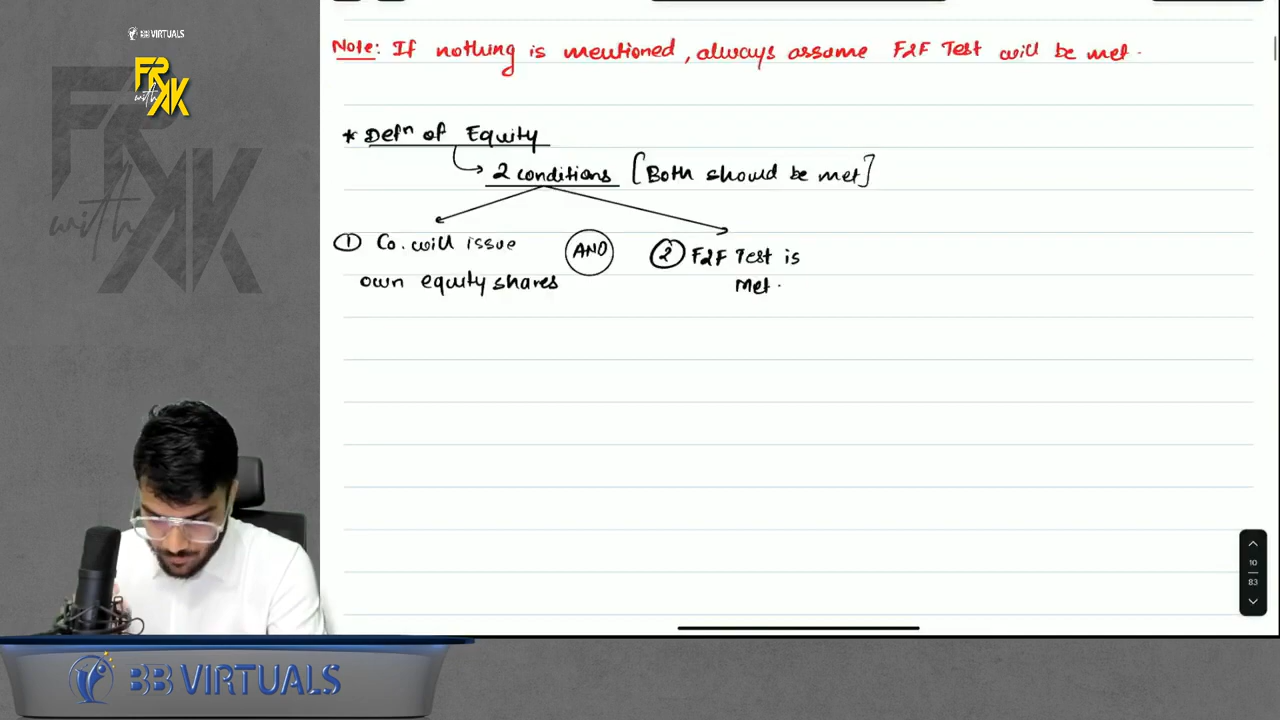 BB VIRTUALS
FR
with
AK
Note: If nothing is mentioned, always assume F2F Test will be met.
* Defn of Equity
2 conditions [Both should be met]
① Co. will issue own equity shares
AND
② F2F Test is Met.
10
83
BB VIRTUALS